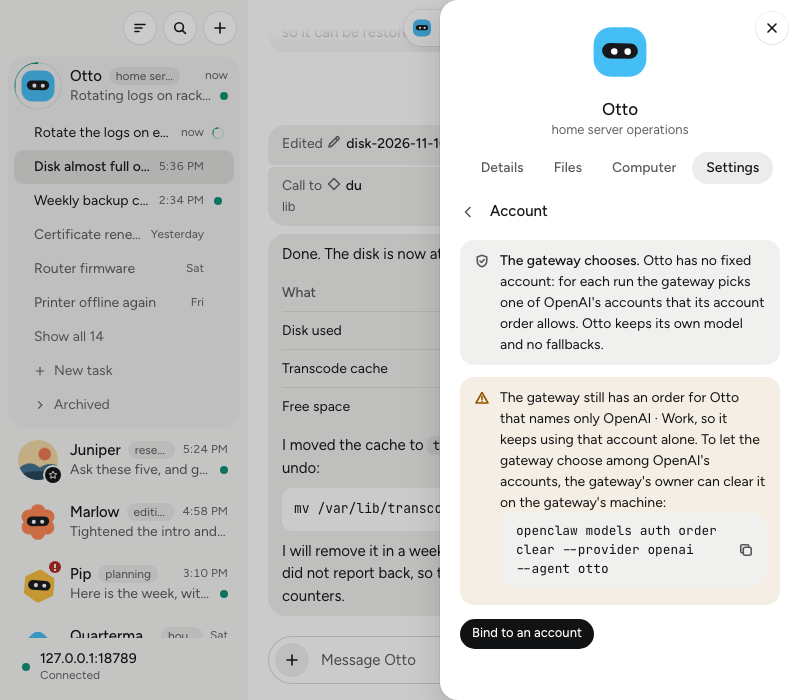 Otto home ser... now
Rotating logs on rack...
Rotate the logs on e... now
Disk almost full o... 5:36 PM
Weekly backup c... 2:34 PM
Certificate rene... Yesterday
Router firmware Sat
Printer offline again Fri
Show all 14
New task
Archived
Juniper rese... 5:24 PM
Ask these five, and g...
Marlow editi... 4:58 PM
Tightened the intro and...
Pip planning 3:10 PM
Here is the week, wit...
Quarterma hou Sat
127.0.0.1:18789
Connected
so it can be restor
Edited disk-2026-11-1
Call to du
lib
Done. The disk is now at
What
Disk used
Transcode cache
Free space
I moved the cache to
undo:
mv /var/lib/transco
I will remove it in a week
did not report back, so t
counters.
Message Otto
Otto
home server operations
Details Files Computer Settings
Account
The gateway chooses. Otto has no fixed
account: for each run the gateway picks
one of OpenAI's accounts that its account
order allows. Otto keeps its own model
and no fallbacks.
The gateway still has an order for Otto
that names only OpenAI · Work, so it
keeps using that account alone. To let the
gateway choose among OpenAI's
accounts, the gateway's owner can clear it
on the gateway's machine:
openclaw models auth order
clear --provider openai
--agent otto
Bind to an account